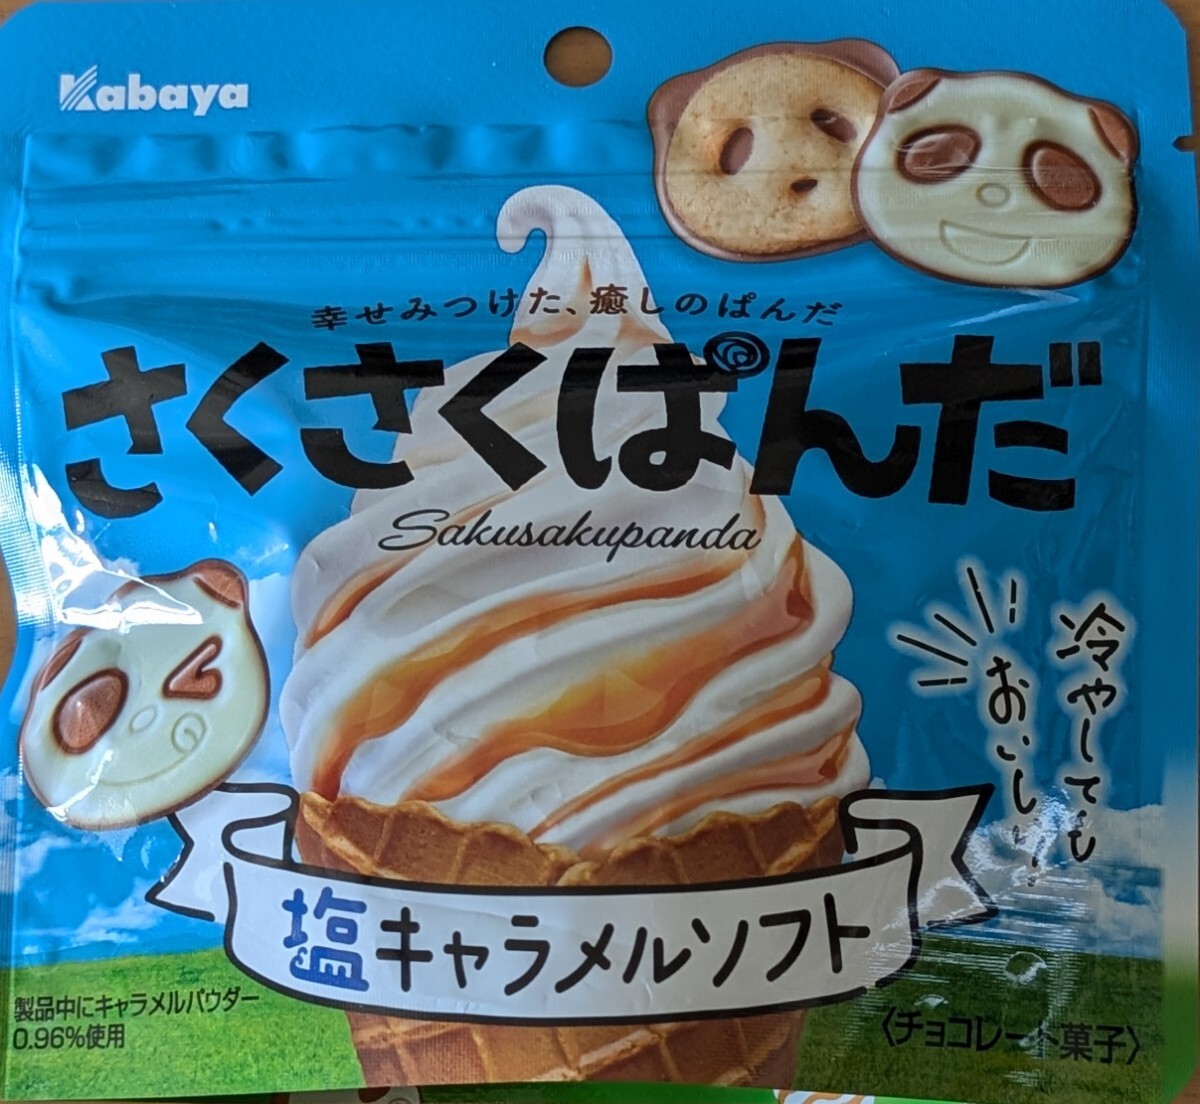 Kabaya
幸せみつけた、癒しのぱんだ
さくさくぱんだ
Sakusakupanda
冷やしても
おいしい
塩キャラメルソフト
製品中にキャラメルパウダー
0.96%使用
〈チョコレート菓子〉